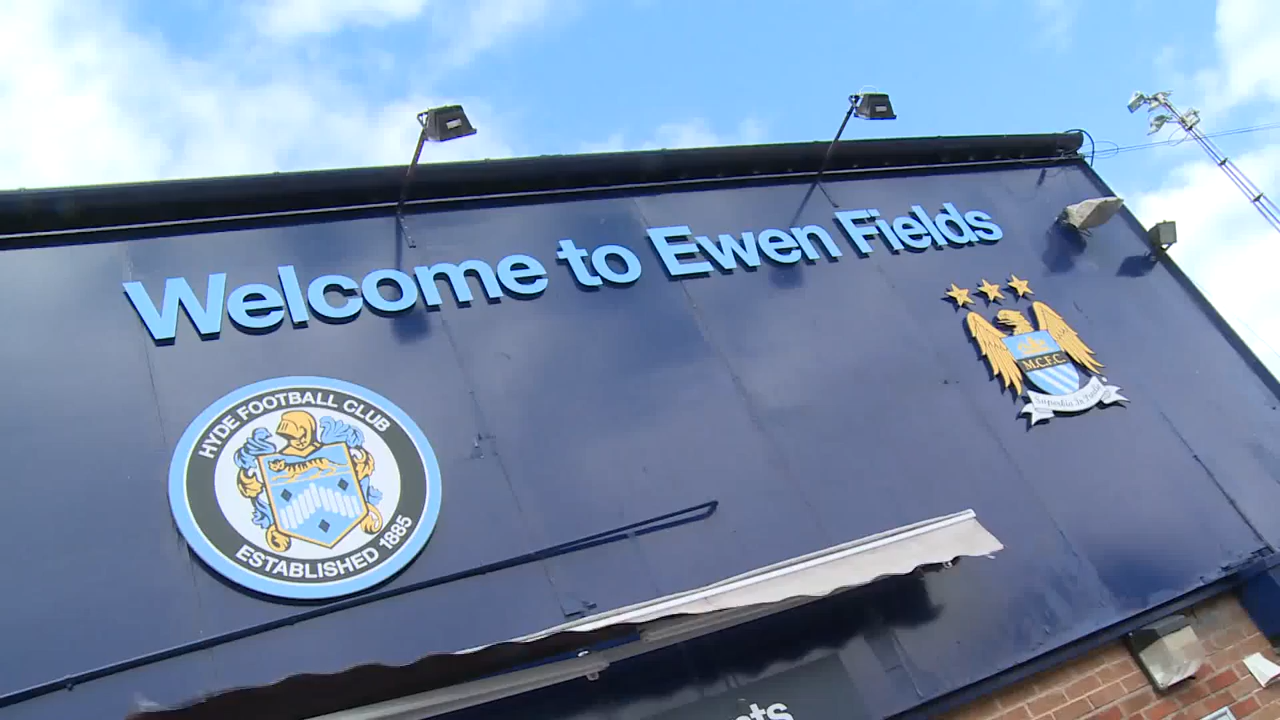 Welcome to Ewen Fields
HYDE FOOTBALL CLUB
ESTABLISHED 1885
M.C.F.C.